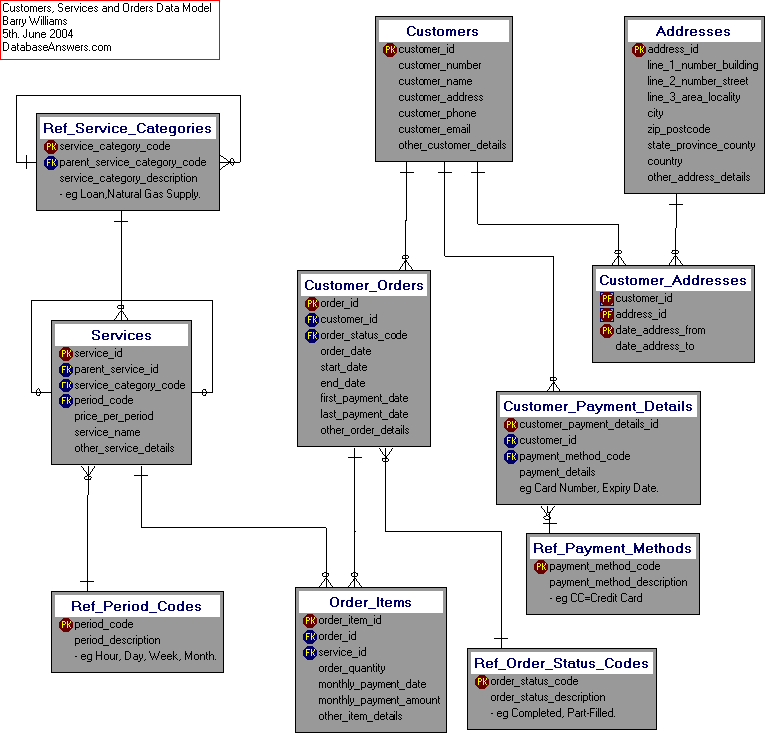 Customers, Services and Orders Data Model
Barry Williams
5th. June 2004
DatabaseAnswers.com
Customers
PK customer_id
customer_number
customer_name
customer_address
customer_phone
customer_email
other_customer_details
Addresses
PK address_id
line_1_number_building
line_2_number_street
line_3_area_locality
city
zip_postcode
state_province_county
country
other_address_details
Ref_Service_Categories
PK service_category_code
FK parent_service_category_code
service_category_description
- eg Loan,Natural Gas Supply.
Customer_Orders
PK order_id
FK customer_id
FK order_status_code
order_date
start_date
end_date
first_payment_date
last_payment_date
other_order_details
Customer_Addresses
PF customer_id
PF address_id
PK date_address_from
date_address_to
Services
PK service_id
FK parent_service_id
FK service_category_code
FK period_code
price_per_period
service_name
other_service_details
Customer_Payment_Details
PK customer_payment_details_id
FK customer_id
FK payment_method_code
payment_details
eg Card Number, Expiry Date.
Ref_Payment_Methods
PK payment_method_code
payment_method_description
- eg CC=Credit Card
Ref_Period_Codes
PK period_code
period_description
- eg Hour, Day, Week, Month.
Order_Items
PK order_item_id
FK order_id
FK service_id
order_quantity
monthly_payment_date
monthly_payment_amount
other_item_details
Ref_Order_Status_Codes
PK order_status_code
order_status_description
- eg Completed, Part-Filled.